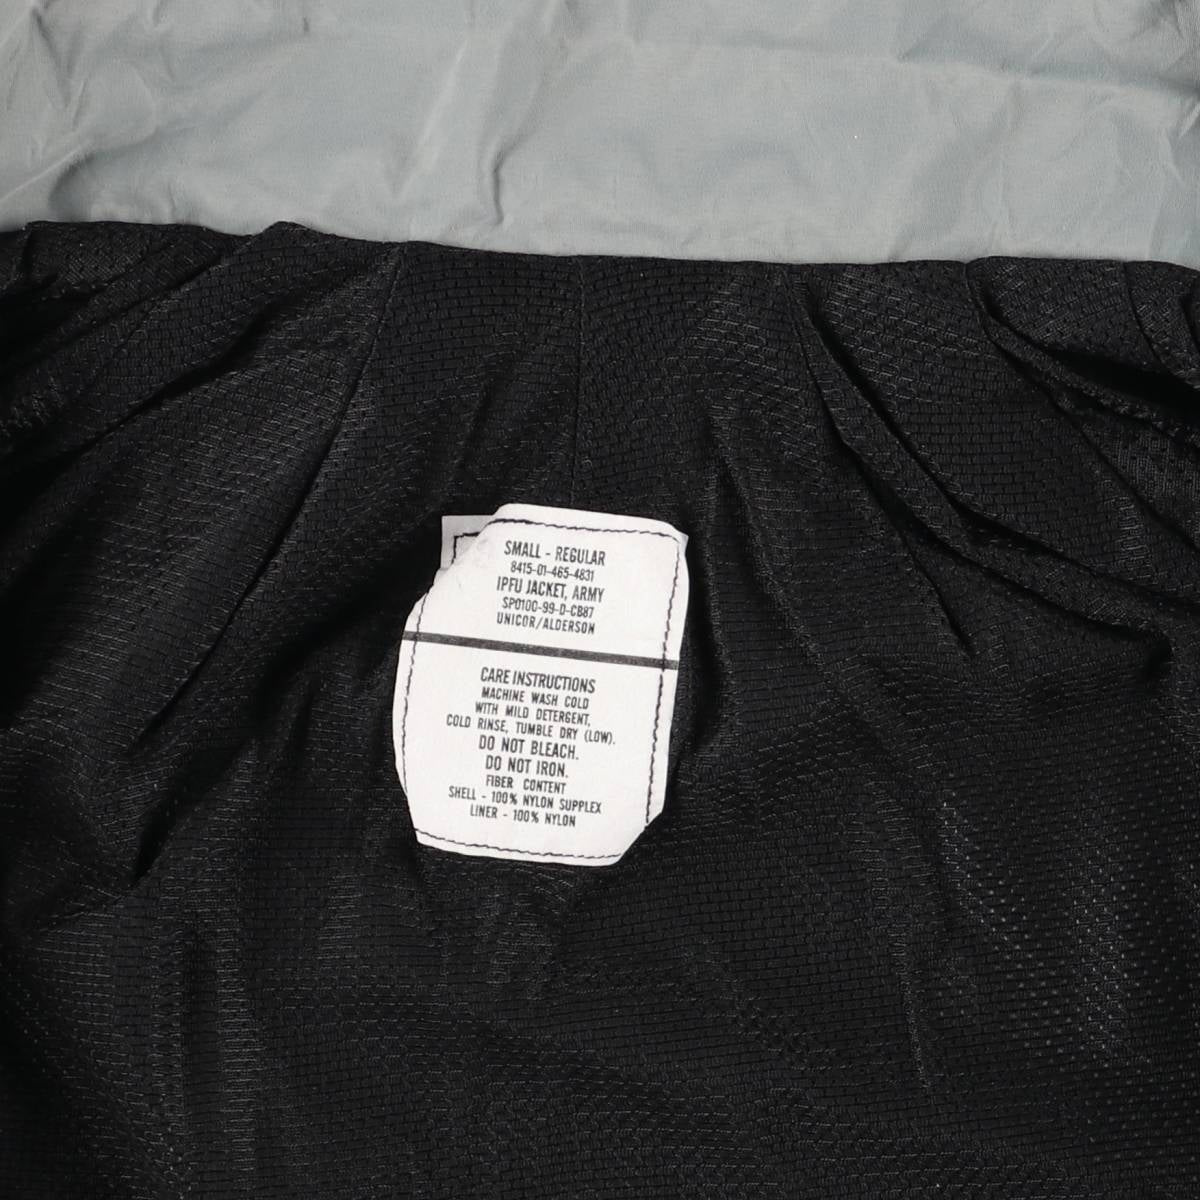 SMALL - REGULAR
8415-01-465-4831
IPFU JACKET, ARMY
SP0100-99-D-CB87
UNICOR/ALDERSON
CARE INSTRUCTIONS
MACHINE WASH COLD
WITH MILD DETERGENT,
COLD RINSE, TUMBLE DRY (LOW).
DO NOT BLEACH.
DO NOT IRON.
FIBER CONTENT
SHELL - 100% NYLON SUPPLEX
LINER - 100% NYLON